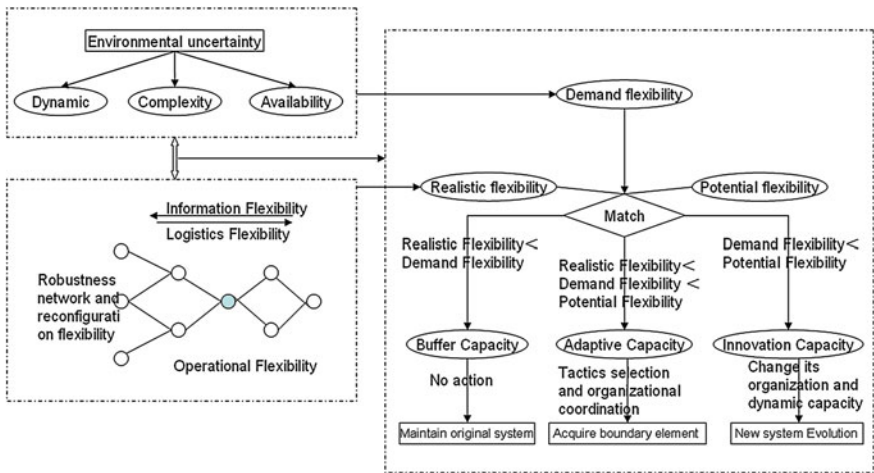 Environmental uncertainty
Dynamic
Complexity
Availability
Demand flexibility
Realistic flexibility
Potential flexibility
Match
Information Flexibility
Logistics Flexibility
Robustness
network and
reconfigurati
on flexibility
Operational Flexibility
Realistic Flexibility<
Demand Flexibility
Realistic Flexibility<
Demand Flexibility <
Potential Flexibility
Demand Flexibility<
Potential Flexibility
Buffer Capacity
Adaptive Capacity
Innovation Capacity
No action
Tactics selection
and organizational
coordination
Change its
organization and
dynamic capacity
Maintain original system
Acquire boundary element
New system Evolution